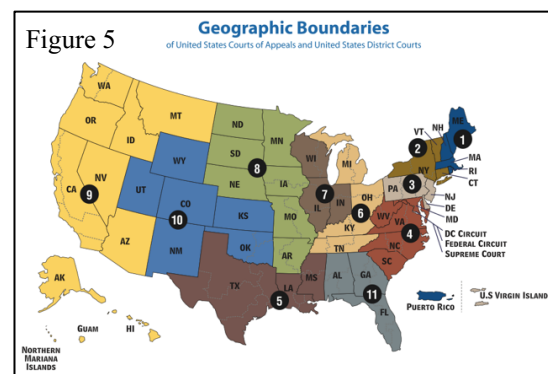 Figure 5
Geographic Boundaries
of United States Courts of Appeals and United States District Courts
WA
OR
ID
MT
ND
MN
SD
WY
NE
IA
WI
MI
VT
NH
ME
1
2
NY
MA
RI
CT
PA
3
NJ
DE
MD
DC CIRCUIT
FEDERAL CIRCUIT
SUPREME COURT
8
7
OH
6
IL
IN
WV
VA
4
CA
NV
9
UT
CO
10
KS
MO
KY
NC
TN
SC
AZ
NM
OK
AR
TX
LA
5
MS
AL
GA
11
FL
AK
HI
GUAM
NORTHERN
MARIANA
ISLANDS
PUERTO RICO
U.S VIRGIN ISLAND